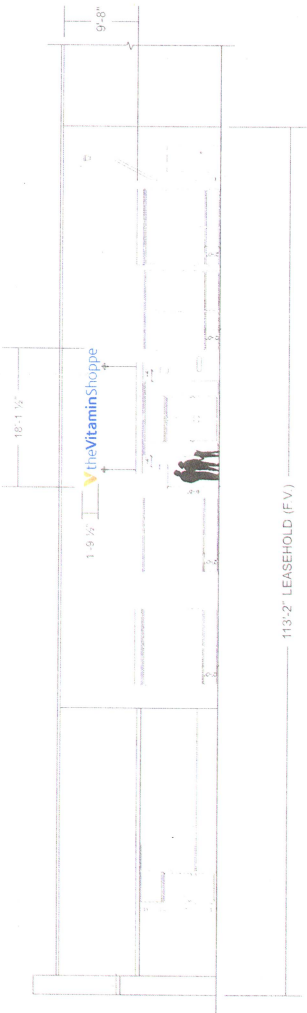 9'-8"
18'-1 ½"
theVitaminShoppe
1'-9 ½"
113'-2" LEASEHOLD (F.V.)